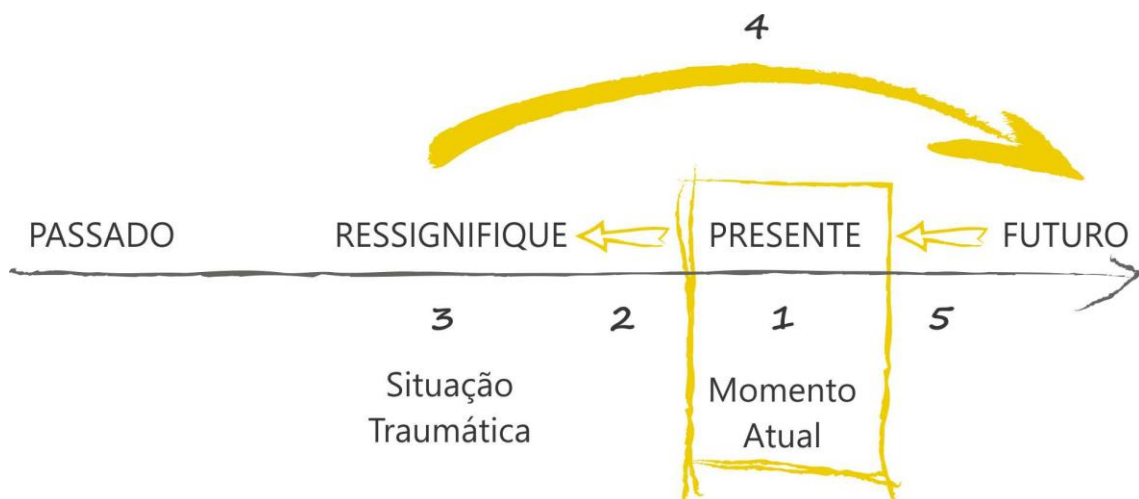 4
PASSADO RESSIGNIFIQUE PRESENTE FUTURO
3 2 1 5
Situação Momento
Traumática Atual